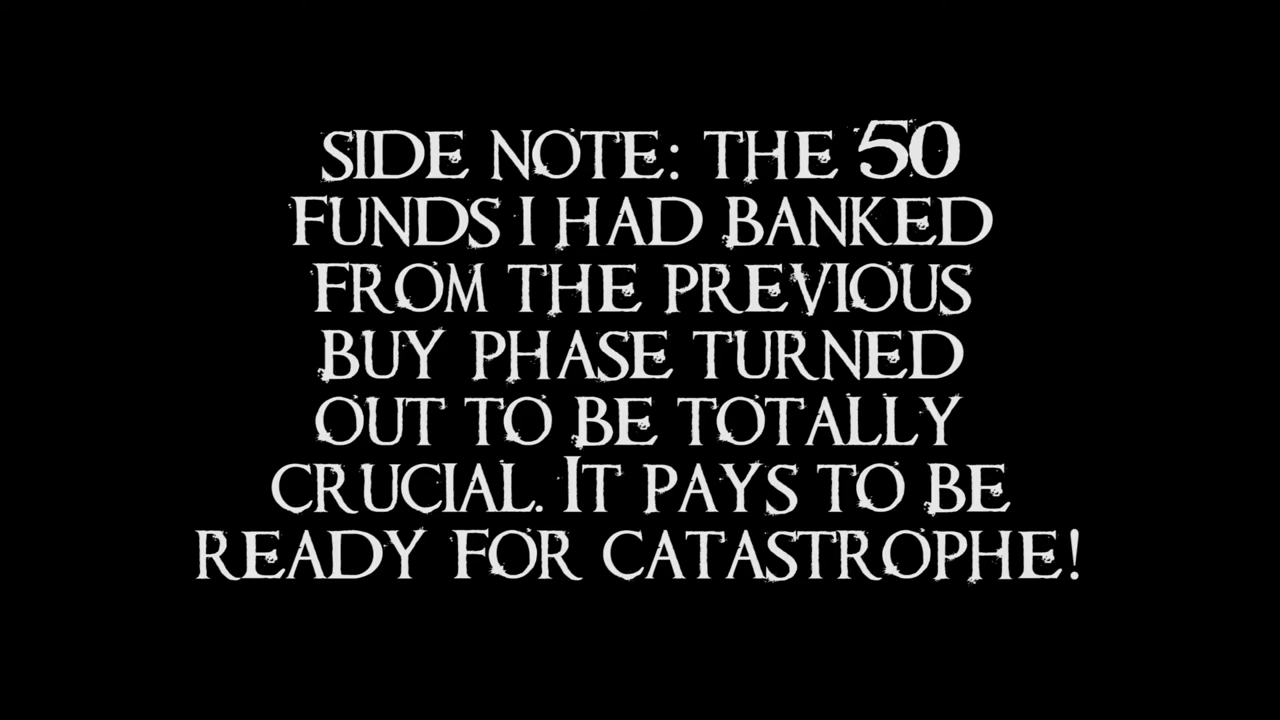 SIDE NOTE: THE 50
FUNDS I HAD BANKED
FROM THE PREVIOUS
BUY PHASE TURNED
OUT TO BE TOTALLY
CRUCIAL. IT PAYS TO BE
READY FOR CATASTROPHE!